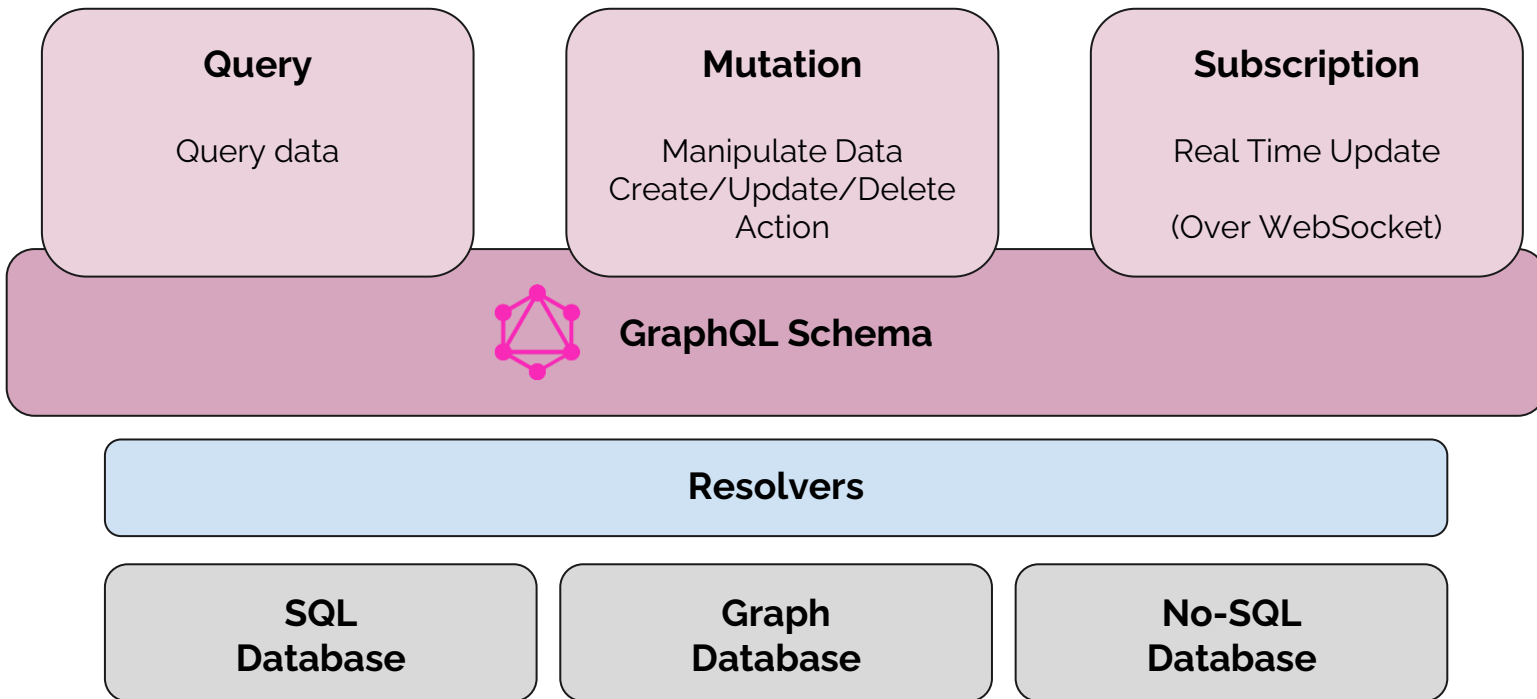 Query
Query data
Mutation
Manipulate Data
Create/Update/Delete
Action
Subscription
Real Time Update
(Over WebSocket)
GraphQL Schema
Resolvers
SQL
Database
Graph
Database
No-SQL
Database